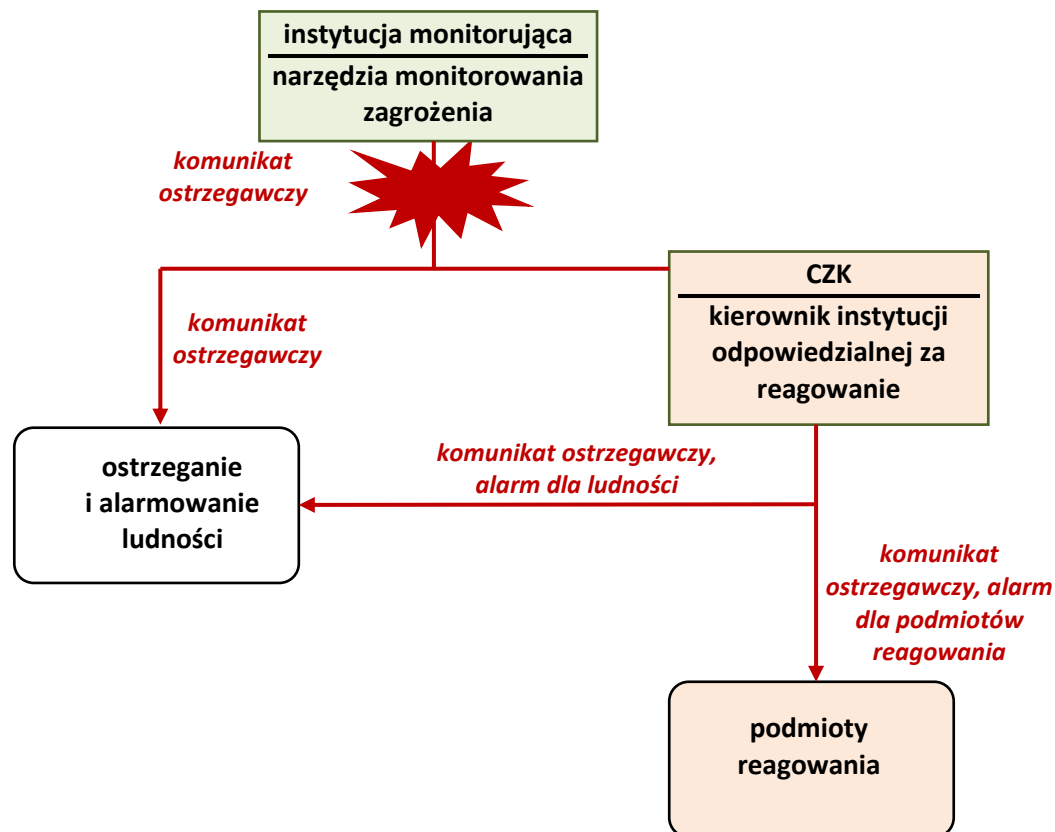 instytucja monitorująca
narzędzia monitorowania
zagrożenia
komunikat
ostrzegawczy
komunikat
ostrzegawczy
CZK
kierownik instytucji
odpowiedzialnej za
reagowanie
ostrzeganie
i alarmowanie
ludności
komunikat ostrzegawczy,
alarm dla ludności
komunikat
ostrzegawczy, alarm
dla podmiotów
reagowania
podmioty
reagowania